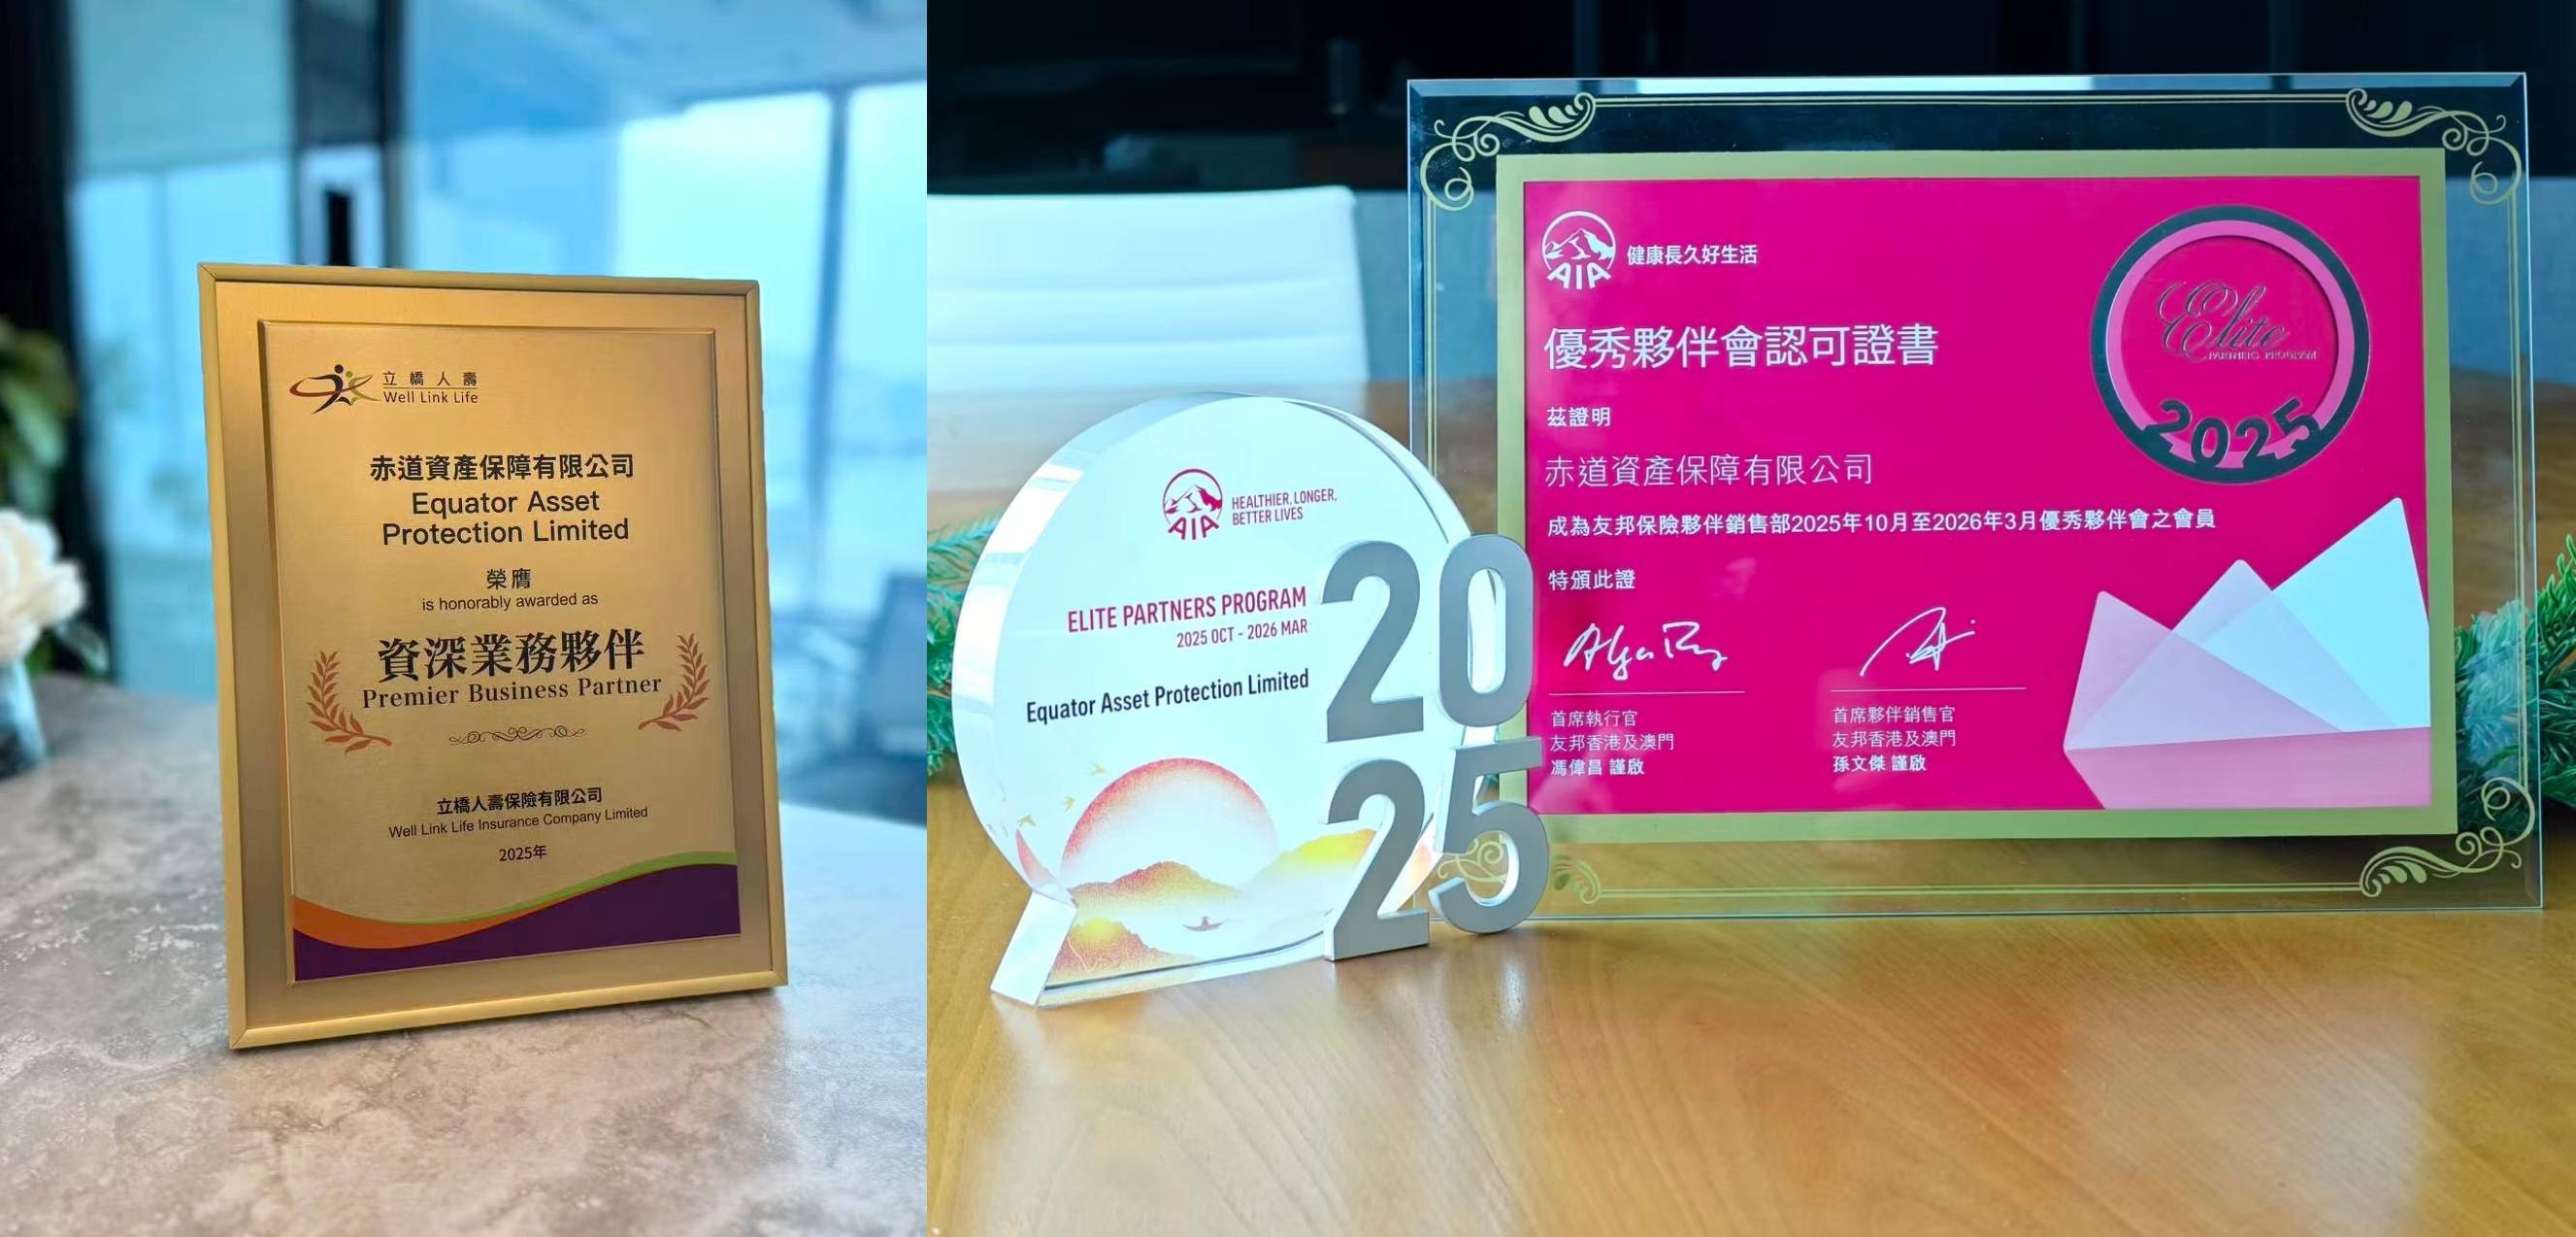 立橋人壽
Well Link Life
赤道資產保障有限公司
Equator Asset
Protection Limited
榮膺
is honorably awarded as
資深業務夥伴
Premier Business Partner
立橋人壽保險有限公司
Well Link Life Insurance Company Limited
2025年
AIA
HEALTHIER, LONGER,
BETTER LIVES
ELITE PARTNERS PROGRAM
2025 OCT - 2026 MAR
Equator Asset Protection Limited
20
25
AIA
健康長久好生活
Elite
PARTNERS PROGRAM
2025
優秀夥伴會認可證書
茲證明
赤道資產保障有限公司
成為友邦保險夥伴銷售部2025年10月至2026年3月優秀夥伴會之會員
特頒此證
首席執行官
友邦香港及澳門
馮偉昌 謹啟
首席夥伴銷售官
友邦香港及澳門
孫文傑 謹啟